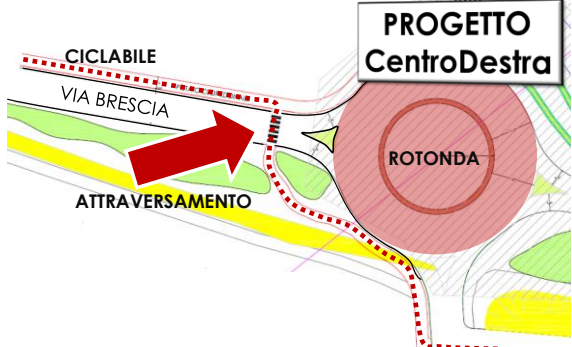 PROGETTO
CentroDestra
CICLABILE
VIA BRESCIA
ROTONDA
ATTRAVERSAMENTO